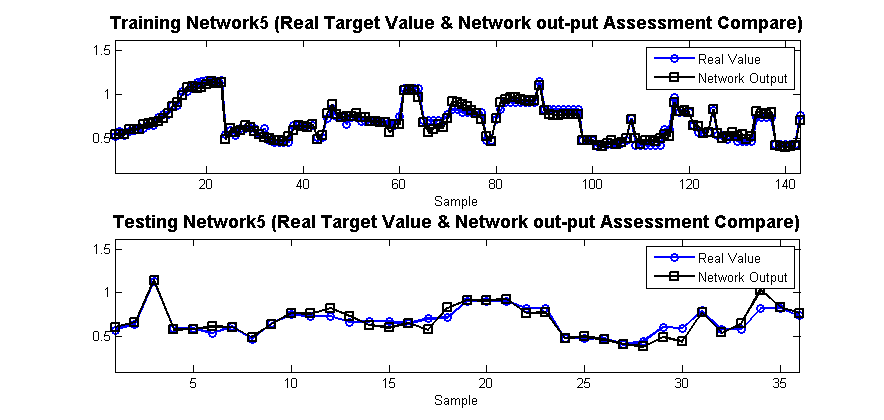 Training Network5 (Real Target Value & Network out-put Assessment Compare)
1.5
1
0.5
Real Value
Network Output
20 40 60 80 100 120 140
Sample
Testing Network5 (Real Target Value & Network out-put Assessment Compare)
1.5
1
0.5
Real Value
Network Output
5 10 15 20 25 30 35
Sample